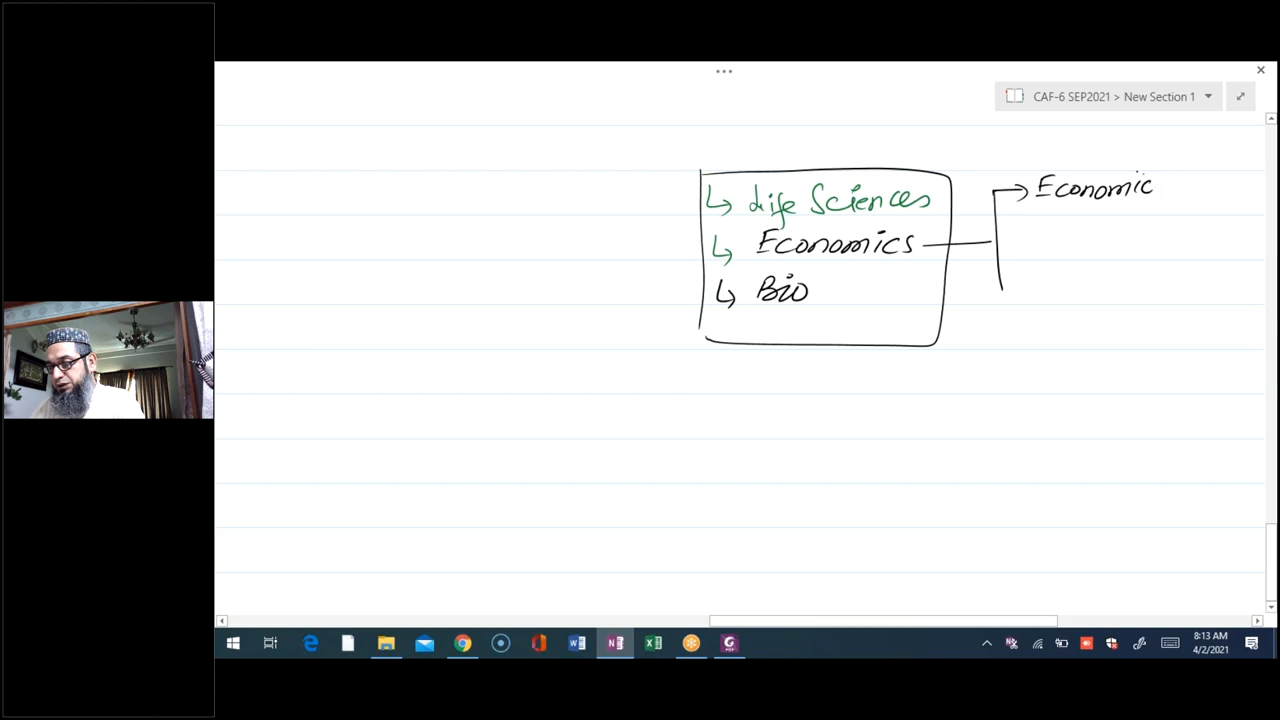 CAF-6 SEP2021 > New Section 1
Life Sciences
Economics
Bio
Economic
8:13 AM
4/2/2021